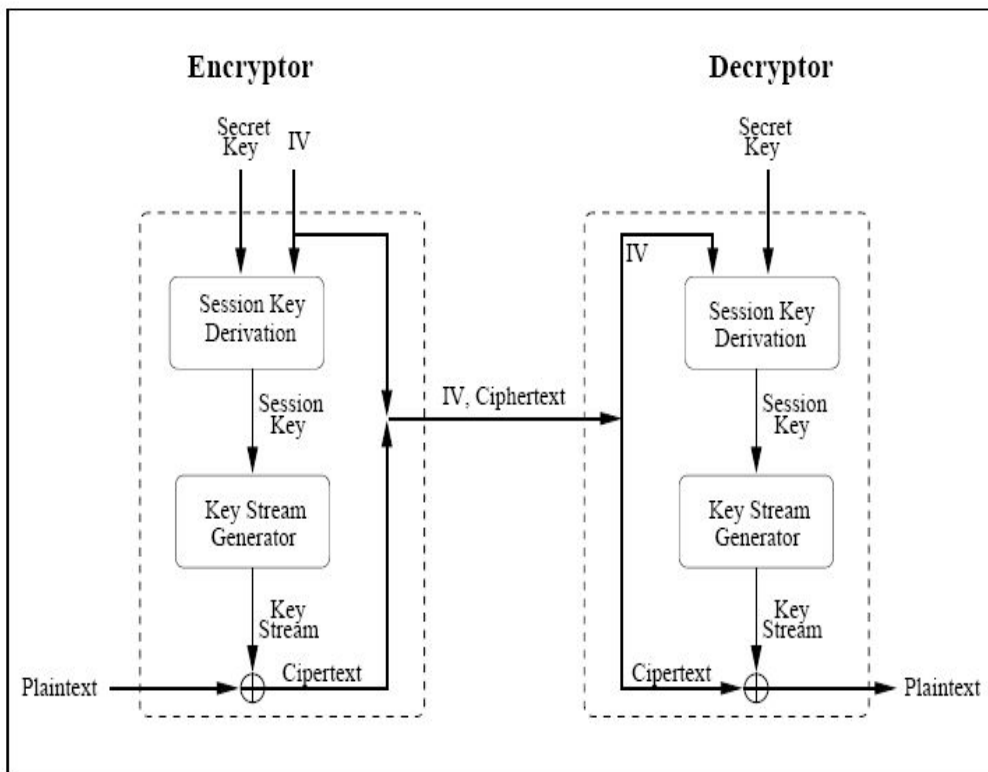 Encryptor
Decryptor
Secret
Key
IV
Secret
Key
IV
Session Key
Derivation
Session Key
Derivation
IV, Ciphertext
Session
Key
Session
Key
Key Stream
Generator
Key Stream
Generator
Key
Stream
Key
Stream
Plaintext
Cipertext
Cipertext
Plaintext